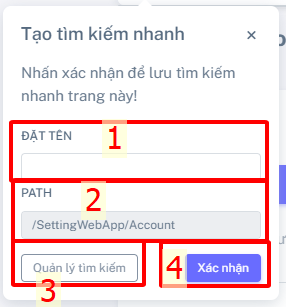 Tạo tìm kiếm nhanh ×
Nhấn xác nhận để lưu tìm kiếm
nhanh trang này!
ĐẶT TÊN 1
PATH 2
/SettingWebApp/Account
Quản lý tìm kiếm 4 Xác nhận
3